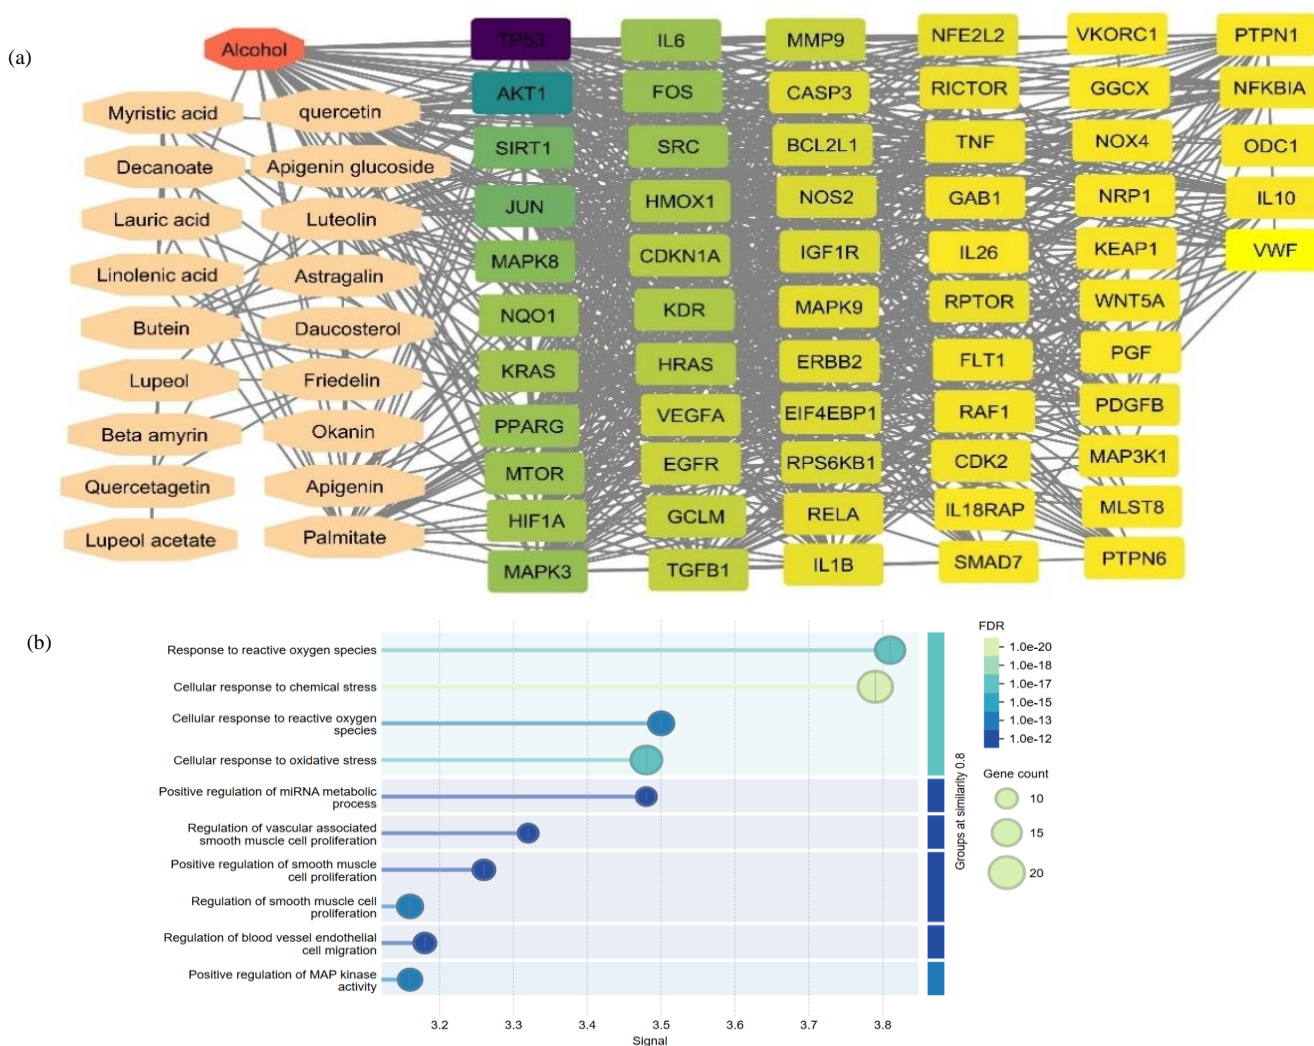 (a)
Alcohol
Myristic acid
quercetin
Decanoate
Apigenin glucoside
Lauric acid
Luteolin
Linolenic acid
Astragalin
Butein
Daucosterol
Lupeol
Friedelin
Beta amyrin
Okanin
Quercetagetin
Apigenin
Lupeol acetate
Palmitate
TP53
AKT1
SIRT1
JUN
MAPK8
NQO1
KRAS
PPARG
MTOR
HIF1A
MAPK3
IL6
FOS
SRC
HMOX1
CDKN1A
KDR
HRAS
VEGFA
EGFR
GCLM
TGFB1
MMP9
CASP3
BCL2L1
NOS2
IGF1R
MAPK9
ERBB2
EIF4EBP1
RPS6KB1
RELA
IL1B
NFE2L2
RICTOR
TNF
GAB1
IL26
RPTOR
FLT1
RAF1
CDK2
IL18RAP
SMAD7
VKORC1
GGCX
NOX4
NRP1
KEAP1
WNT5A
PGF
PDGFB
MAP3K1
MLST8
PTPN6
PTPN1
NFKBIA
ODC1
IL10
VWF
(b)
Response to reactive oxygen species
Cellular response to chemical stress
Cellular response to reactive oxygen
species
Cellular response to oxidative stress
Positive regulation of miRNA metabolic
process
Regulation of vascular associated
smooth muscle cell proliferation
Positive regulation of smooth muscle
cell proliferation
Regulation of smooth muscle cell
proliferation
Regulation of blood vessel endothelial
cell migration
Positive regulation of MAP kinase
activity
3.2 3.3 3.4 3.5 3.6 3.7 3.8
Signal
Groups at similarity 0.8
FDR
1.0e-20
1.0e-18
1.0e-17
1.0e-15
1.0e-13
1.0e-12
Gene count
10
15
20